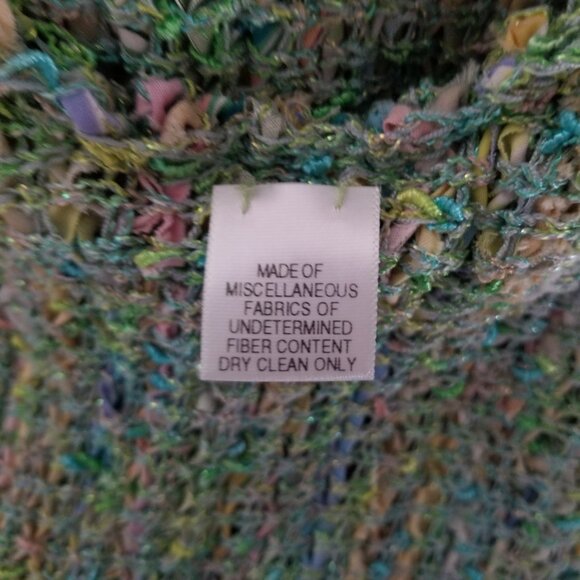 MADE OF
MISCELLANEOUS
FABRICS OF
UNDETERMINED
FIBER CONTENT
DRY CLEAN ONLY